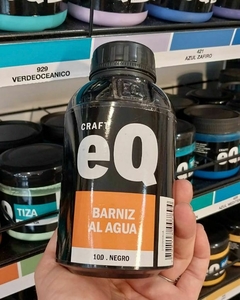 929
VERDEOCEANICO
421
AZUL ZAFIRO
CRAFT
eQ
BARNIZ
AL AGUA
100 . NEGRO
TIZA